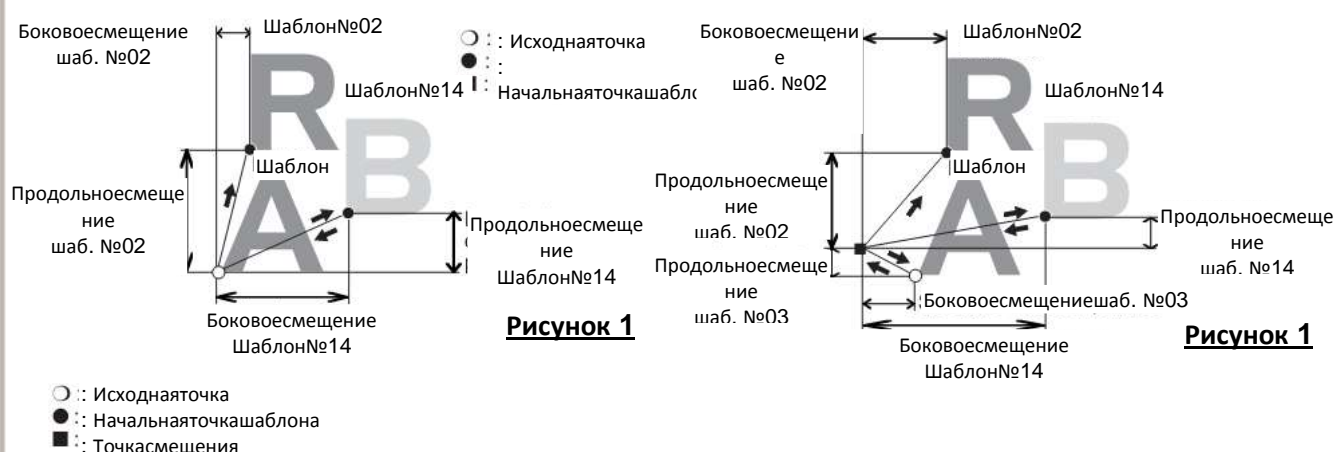 Боковоесмещение
шаб. №02
Шаблон№02
: Исходнаяточка
:
Начальнаяточкашабл
Шаблон№14
Шаблон
Продольноесмеще
ние
шаб. №02
Продольноесмеще
ние
Шаблон№14
Боковоесмещение
Шаблон№14
Рисунок 1
R
B
A
Боковоесмещени
е
шаб. №02
Шаблон№02
Шаблон№14
Шаблон
Продольноесмеще
ние
шаб. №02
Продольноесмеще
ние
шаб. №03
Продольноесмеще
ние
шаб. №14
Боковоесмещениешаб. №03
Боковоесмещение
Шаблон№14
Рисунок 1
R
B
A
: Исходнаяточка
: Начальнаяточкашаблона
: Точкасмещения